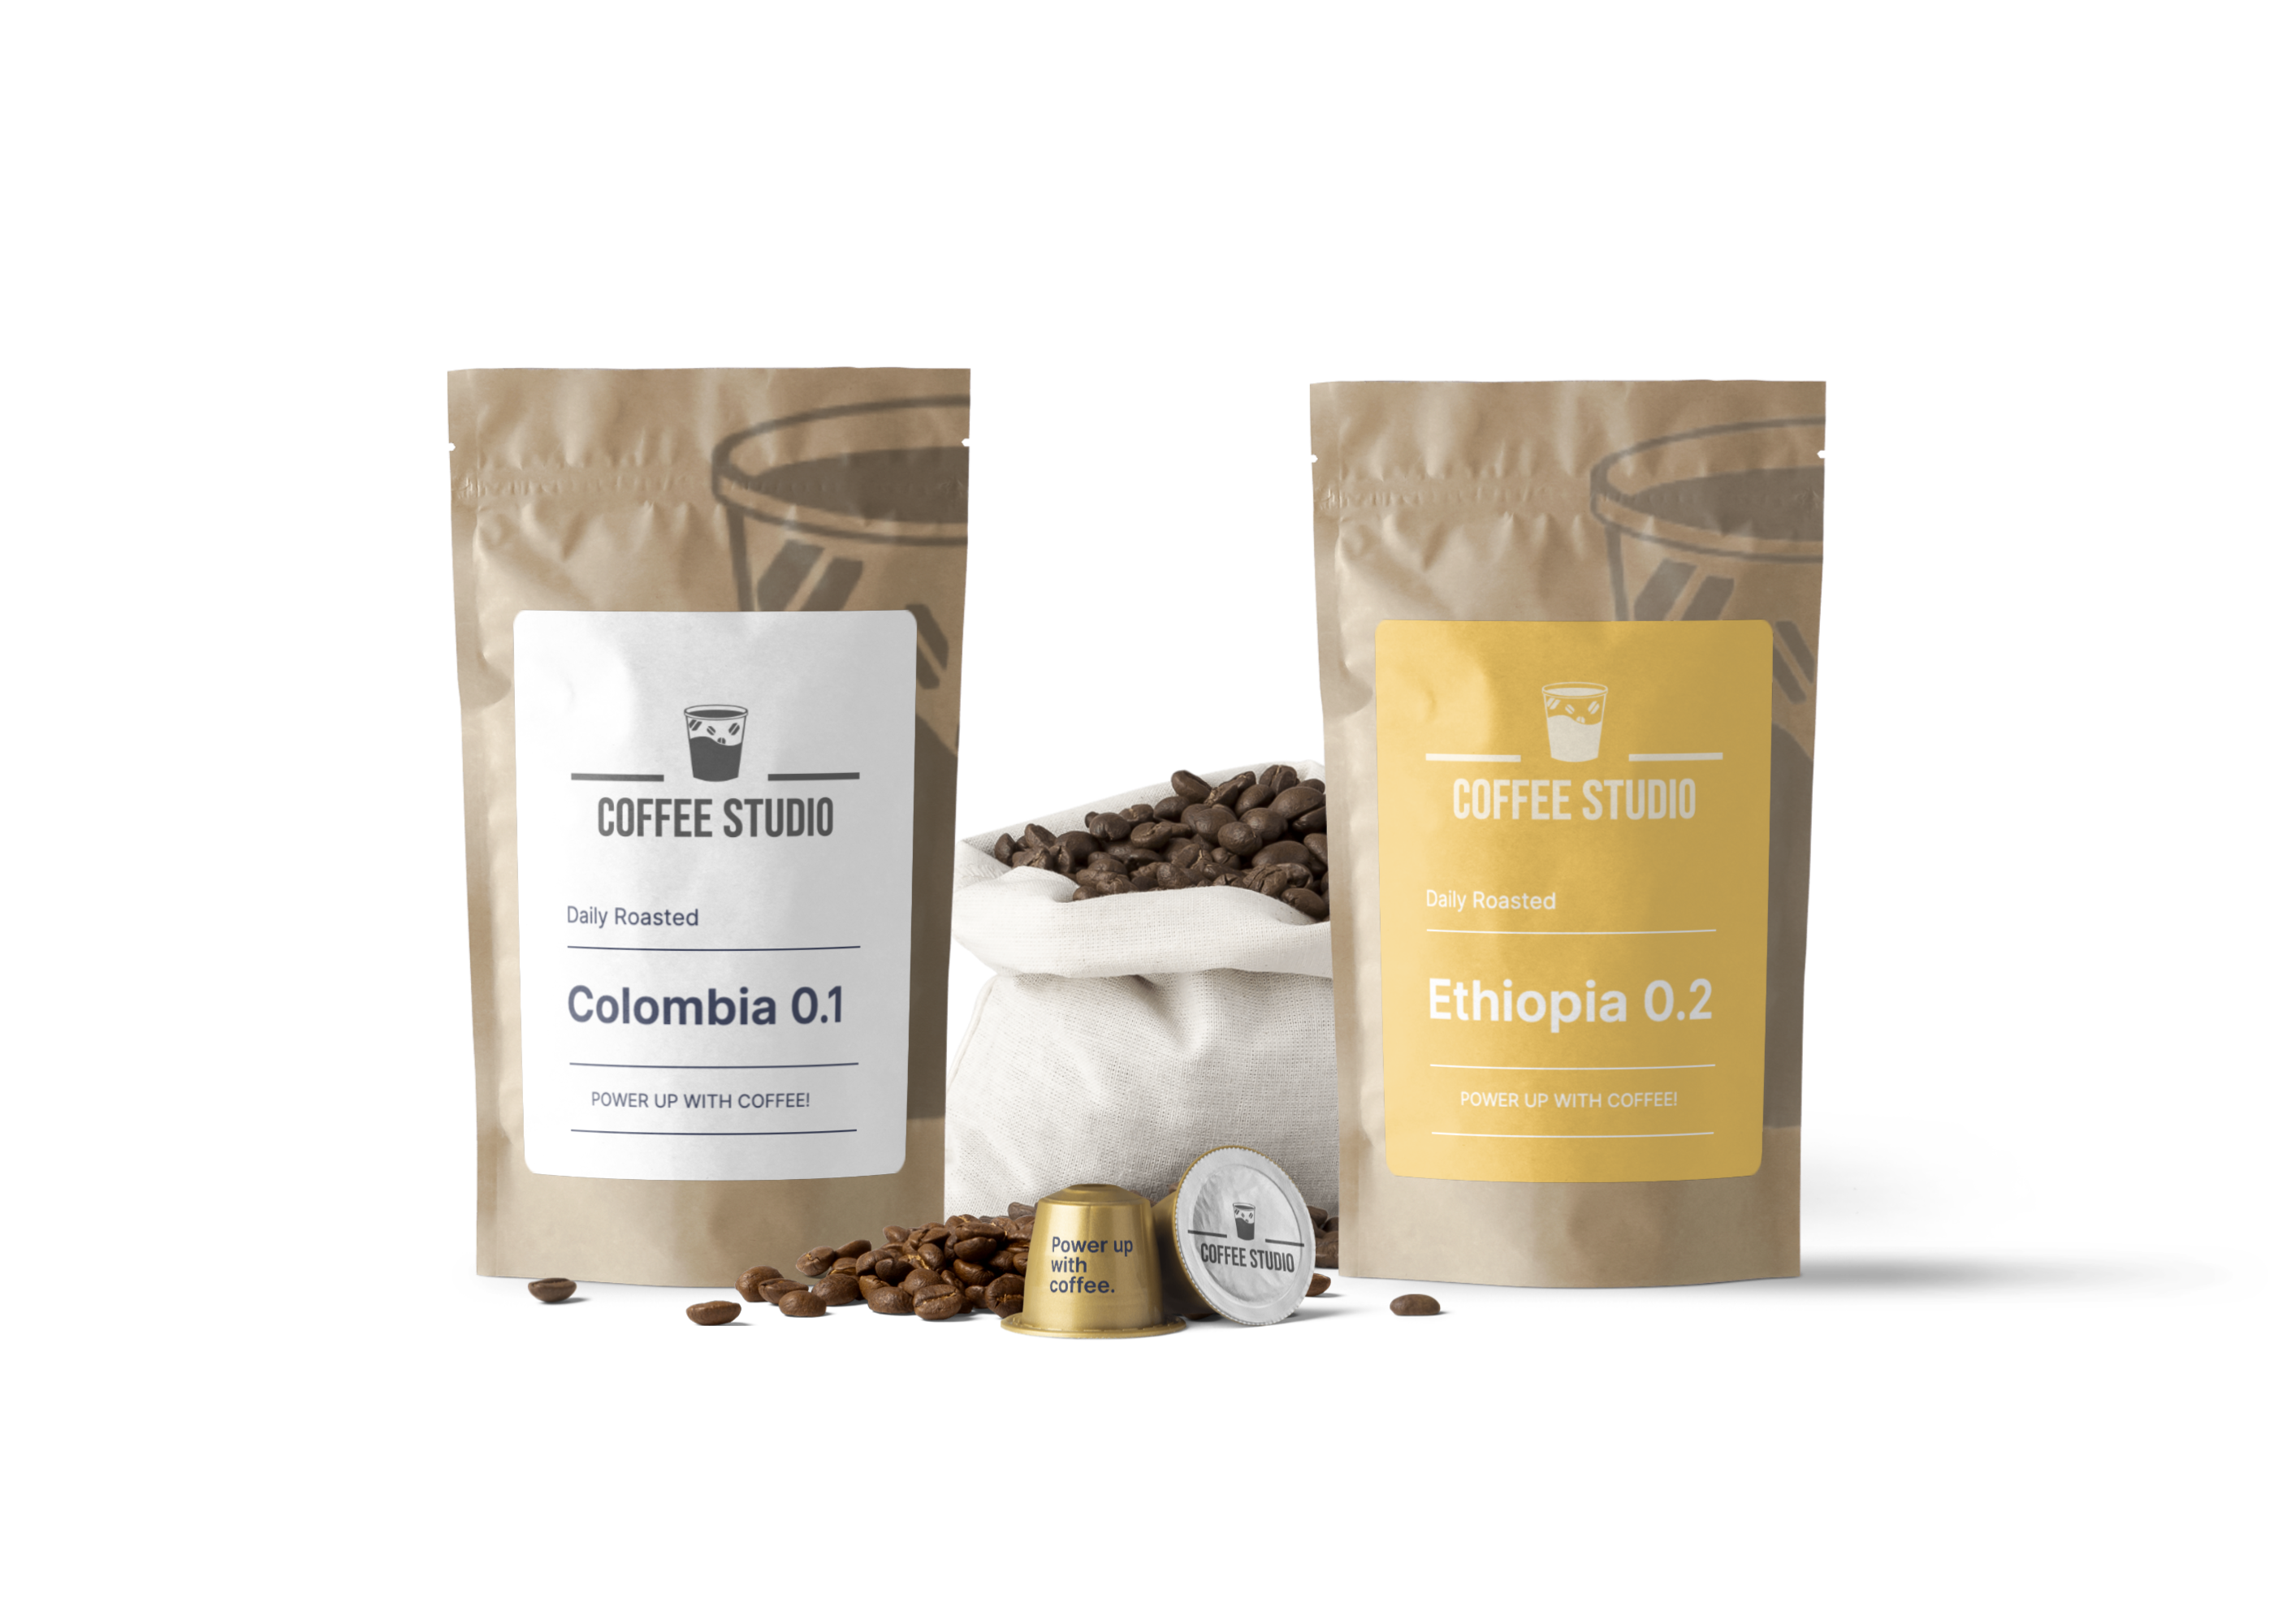 COFFEE STUDIO
Daily Roasted
Colombia 0.1
POWER UP WITH COFFEE!
COFFEE STUDIO
Daily Roasted
Ethiopia 0.2
POWER UP WITH COFFEE!
Power up
with
coffee.
COFFEE STUDIO